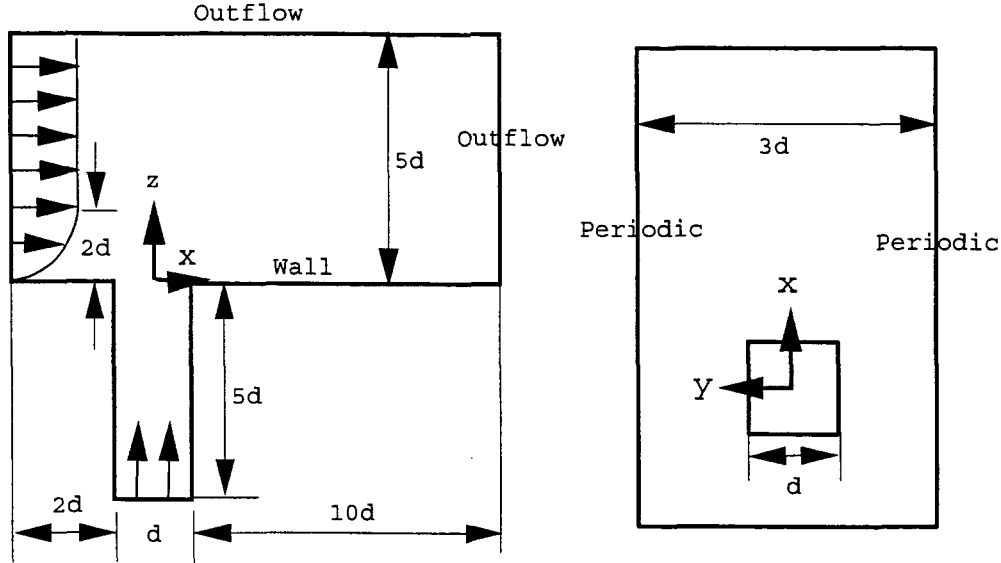 Outflow
Outflow
5d
z
2d
x
Wall
5d
2d
d
10d
3d
Periodic
Periodic
x
y
d